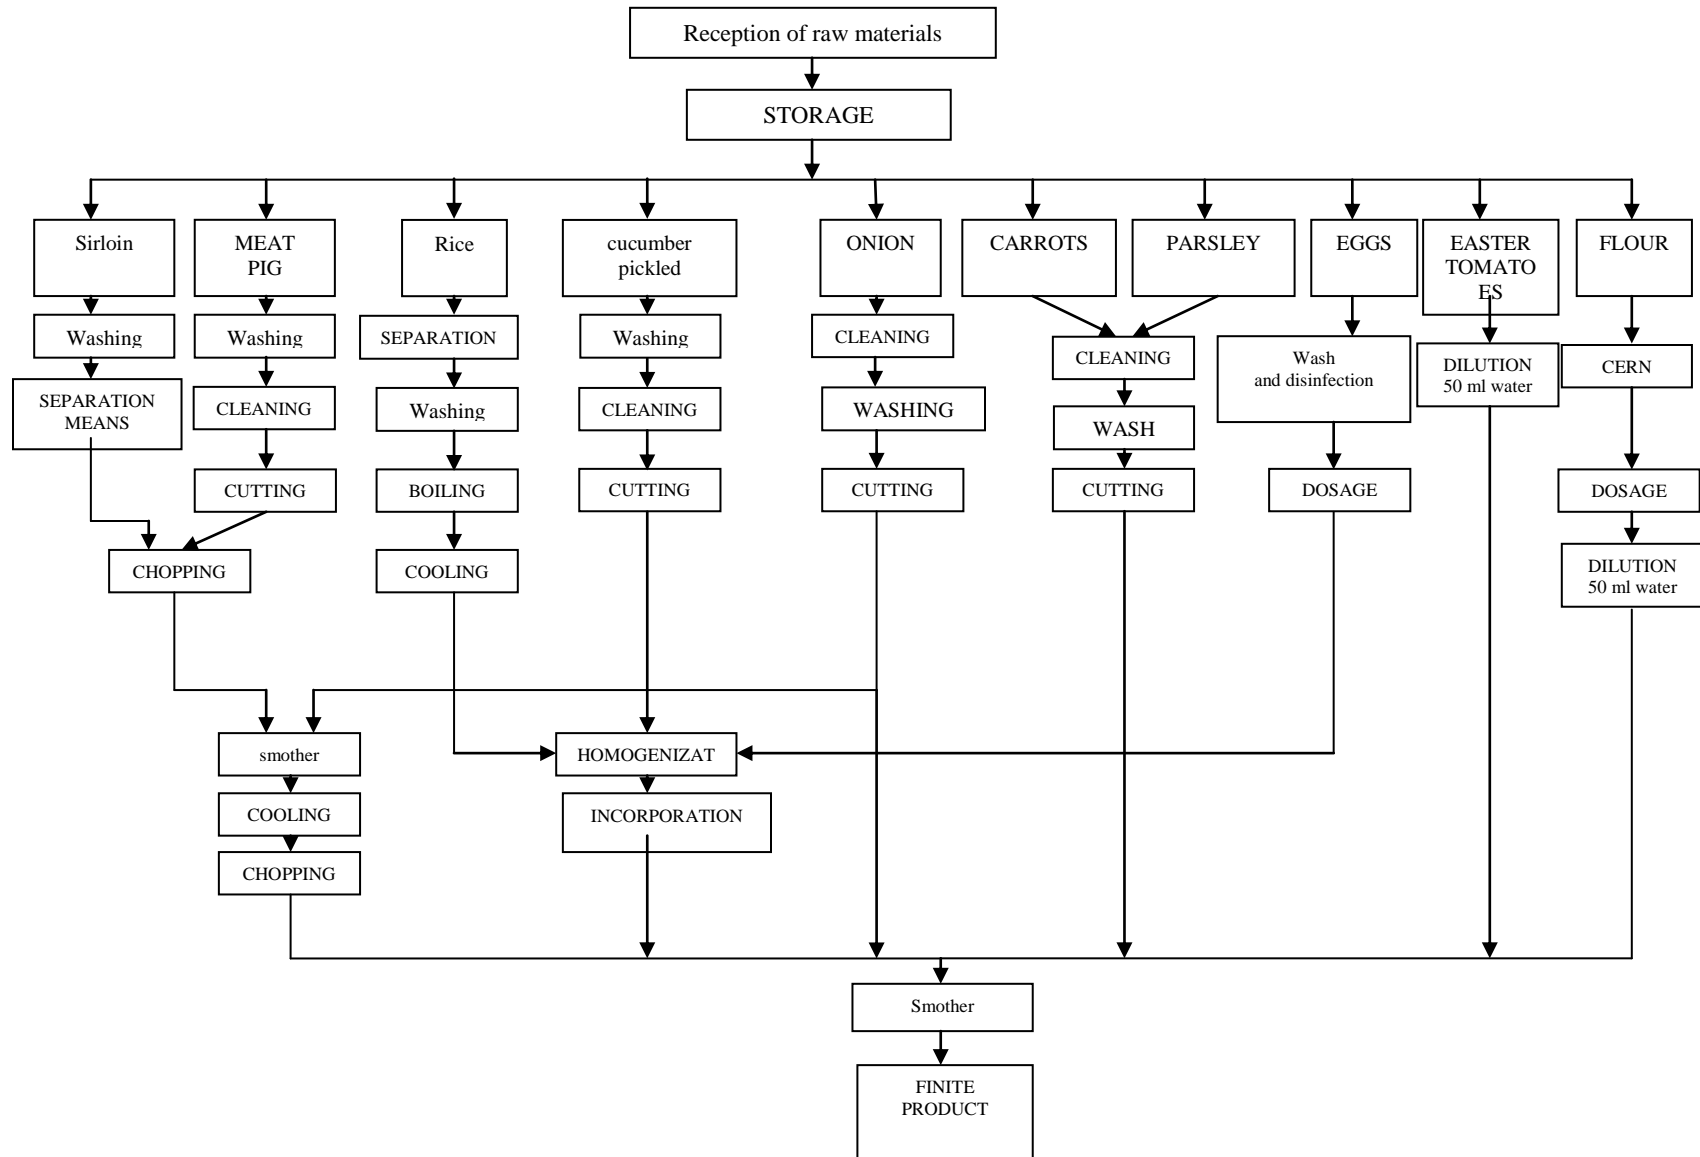 Reception of raw materials
STORAGE
Sirloin
MEAT
PIG
Rice
cucumber
pickled
ONION
CARROTS
PARSLEY
EGGS
EASTER
TOMATO
ES
FLOUR
Washing
Washing
SEPARATION
Washing
CLEANING
CLEANING
Wash
and disinfection
DILUTION
50 ml water
CERN
SEPARATION
MEANS
CLEANING
Washing
CLEANING
WASHING
WASH
CUTTING
BOILING
CUTTING
CUTTING
CUTTING
DOSAGE
DOSAGE
CHOPPING
COOLING
DILUTION
50 ml water
smother
HOMOGENIZAT
COOLING
INCORPORATION
CHOPPING
Smother
FINITE
PRODUCT